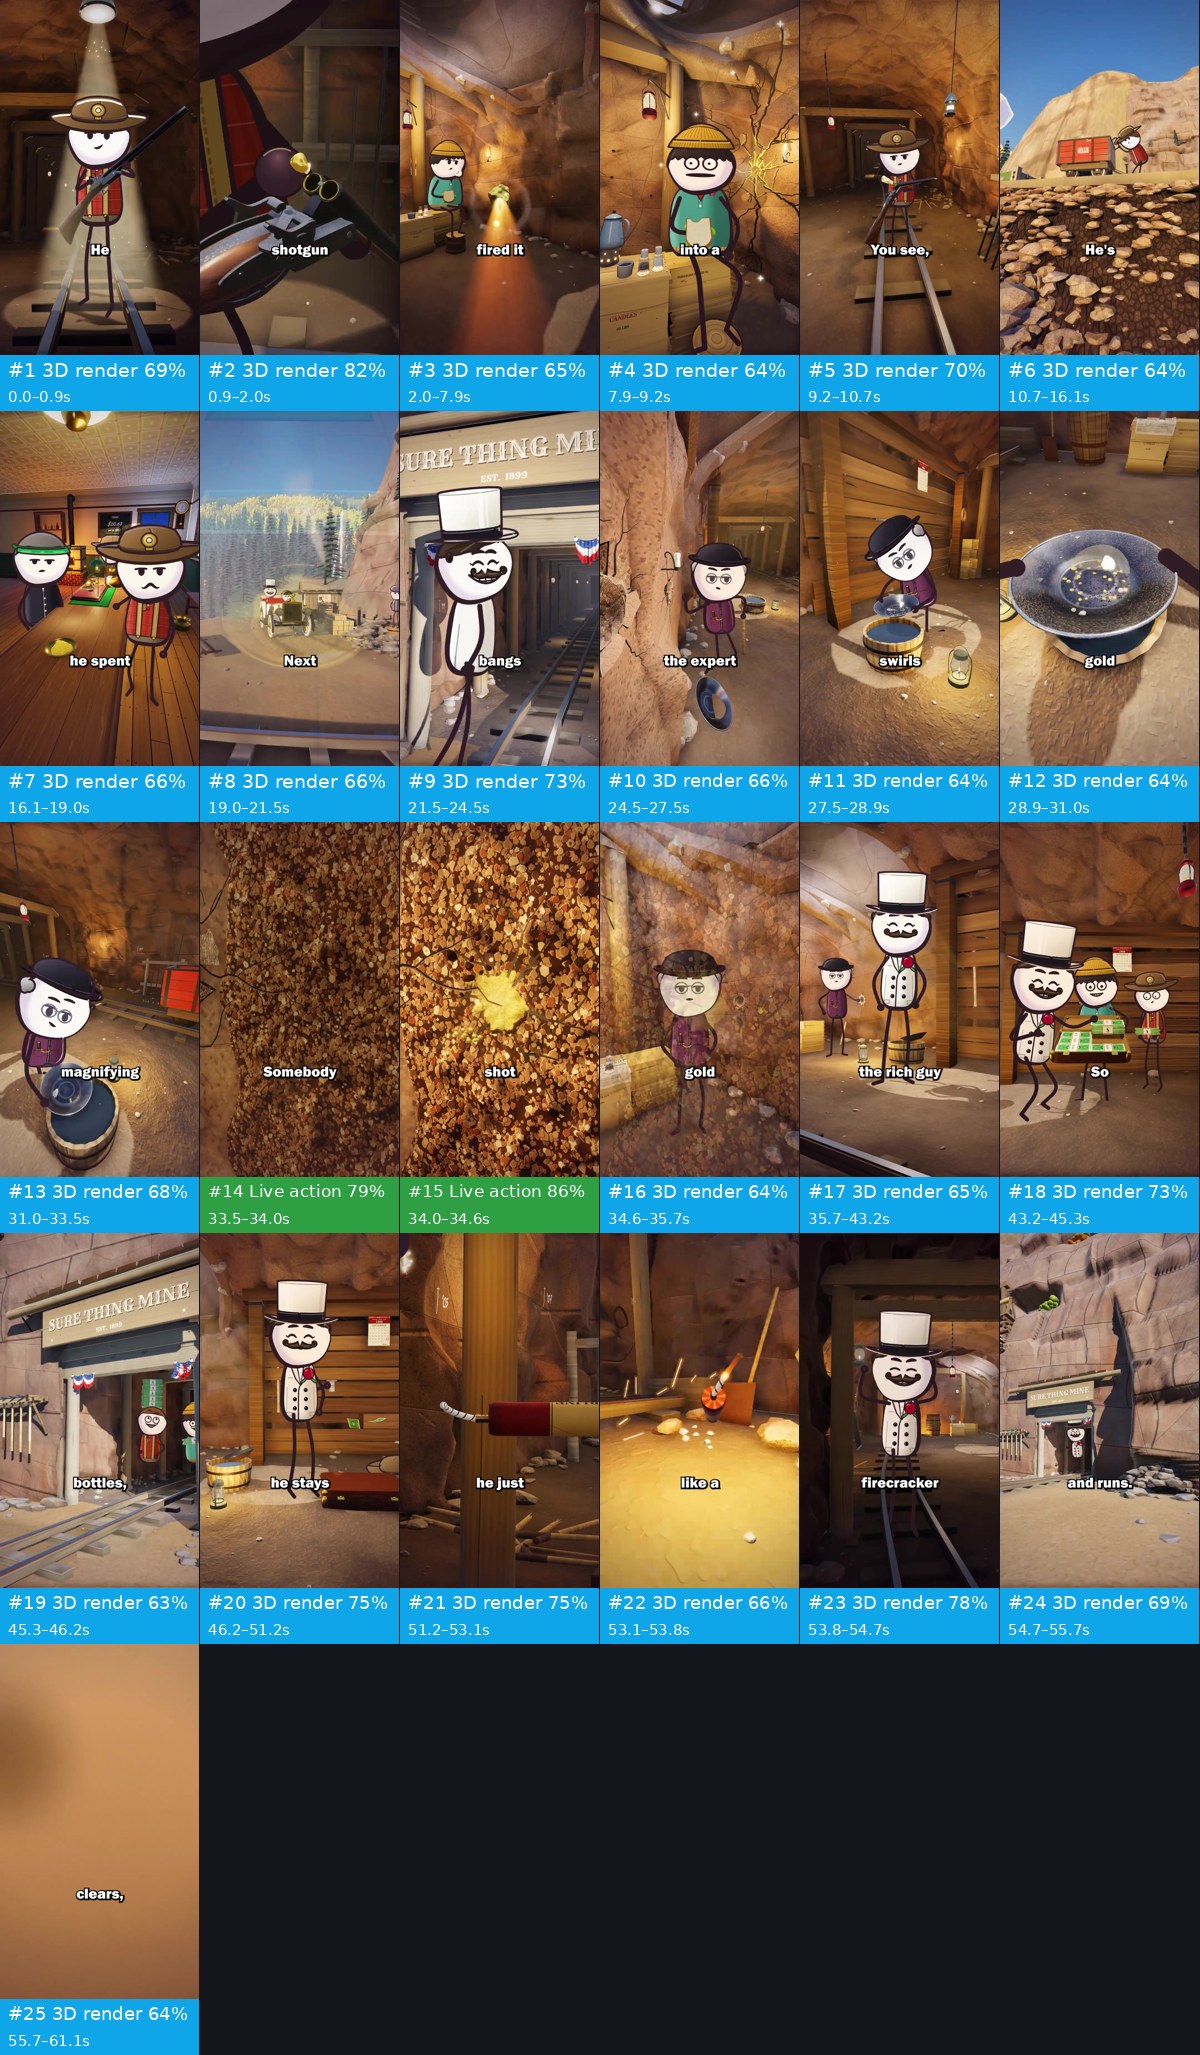 He
shotgun
fired it
into a
CANDLES
You see,
He's
#1 3D render 69%
0.0–0.9s
#2 3D render 82%
0.9–2.0s
#3 3D render 65%
2.0–7.9s
#4 3D render 64%
7.9–9.2s
#5 3D render 70%
9.2–10.7s
#6 3D render 64%
10.7–16.1s
SURE THING MI
EST. 1899
he spent
Next
bangs
the expert
swirls
gold
#7 3D render 66%
16.1–19.0s
#8 3D render 66%
19.0–21.5s
#9 3D render 73%
21.5–24.5s
#10 3D render 66%
24.5–27.5s
#11 3D render 64%
27.5–28.9s
#12 3D render 64%
28.9–31.0s
magnifying
Somebody
shot
gold
the rich guy
So
#13 3D render 68%
31.0–33.5s
#14 Live action 79%
33.5–34.0s
#15 Live action 86%
34.0–34.6s
#16 3D render 64%
34.6–35.7s
#17 3D render 65%
35.7–43.2s
#18 3D render 73%
43.2–45.3s
SURE THING MINE
EST. 1899
SURE THING MINE
bottles,
he stays
he just
like a
firecracker
and runs.
#19 3D render 63%
45.3–46.2s
#20 3D render 75%
46.2–51.2s
#21 3D render 75%
51.2–53.1s
#22 3D render 66%
53.1–53.8s
#23 3D render 78%
53.8–54.7s
#24 3D render 69%
54.7–55.7s
clears,
#25 3D render 64%
55.7–61.1s